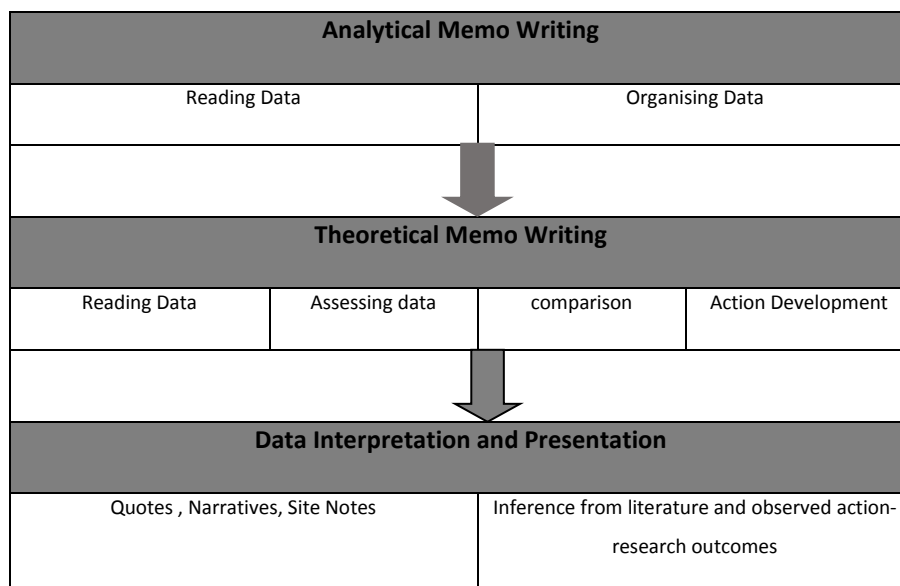 Analytical Memo Writing
Reading Data
Organising Data
Theoretical Memo Writing
Reading Data
Assessing data
comparison
Action Development
Data Interpretation and Presentation
Quotes , Narratives, Site Notes
Inference from literature and observed action-
research outcomes